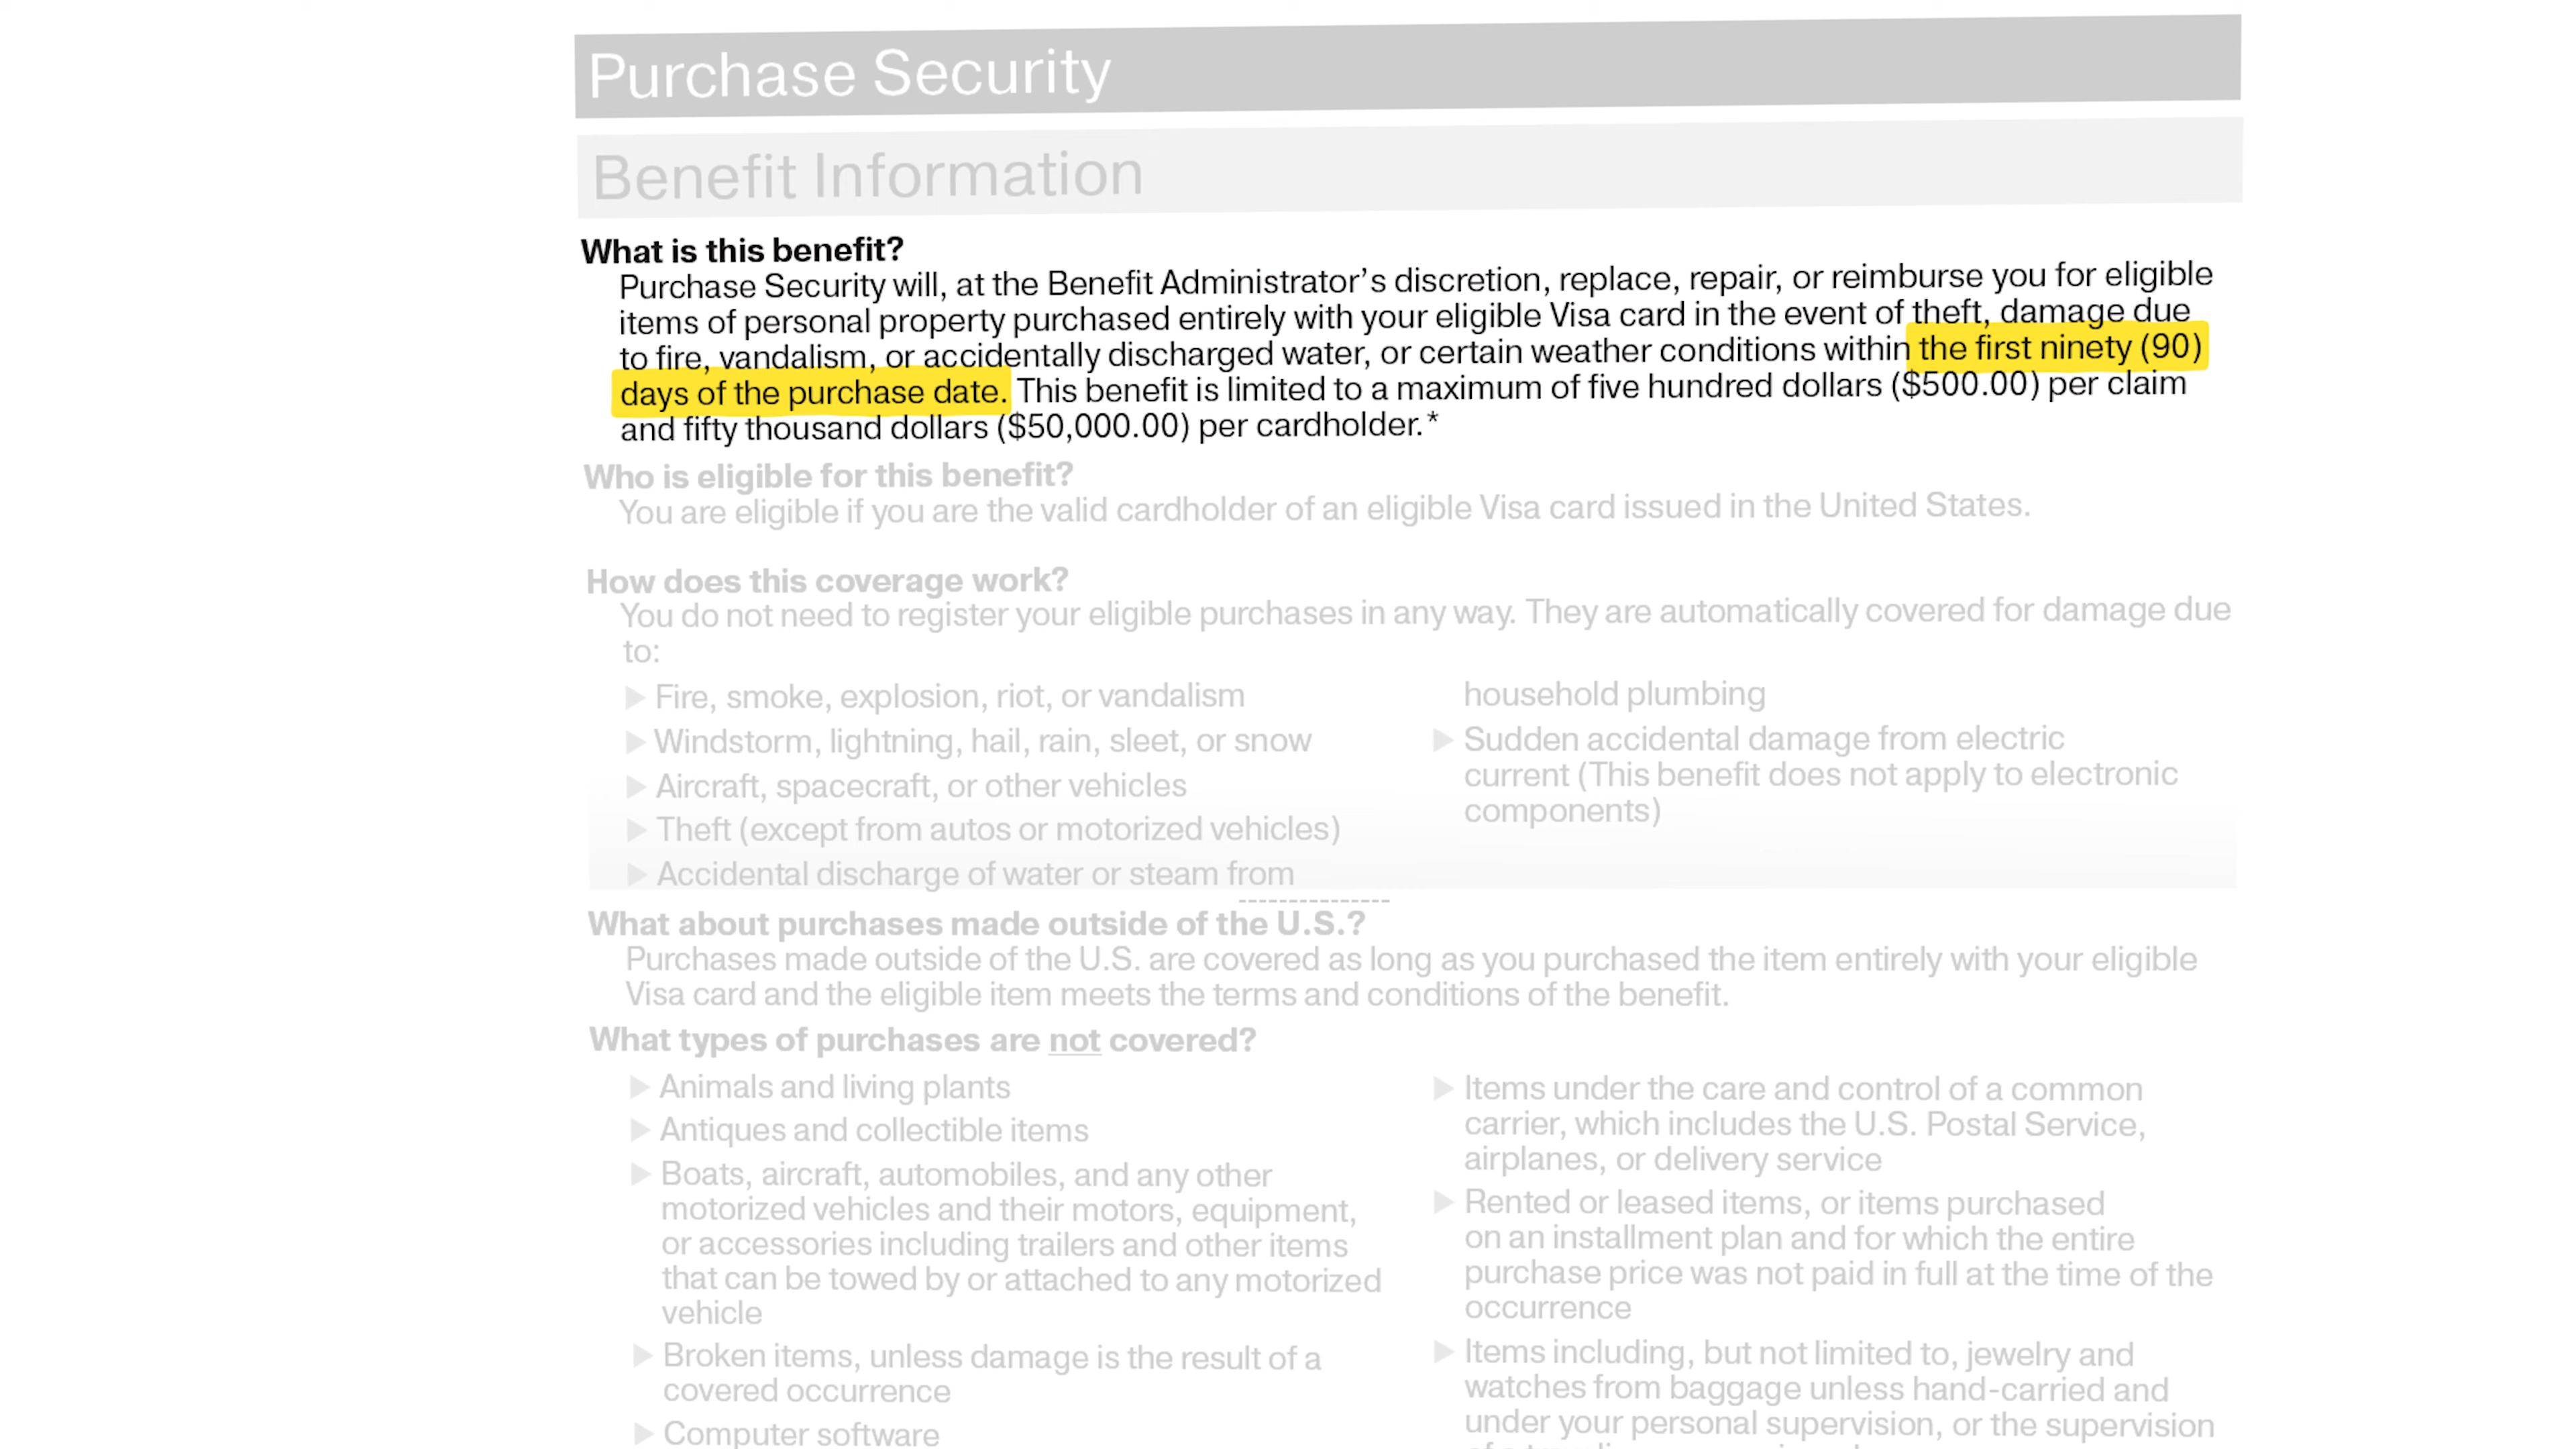 Purchase Security
Benefit Information
What is this benefit?
Purchase Security will, at the Benefit Administrator's discretion, replace, repair, or reimburse you for eligible
items of personal property purchased entirely with your eligible Visa card in the event of theft, damage due
to fire, vandalism, or accidentally discharged water, or certain weather conditions within the first ninety (90)
days of the purchase date. This benefit is limited to a maximum of five hundred dollars ($500.00) per claim
and fifty thousand dollars ($50,000.00) per cardholder.*
Who is eligible for this benefit?
You are eligible if you are the valid cardholder of an eligible Visa card issued in the United States.
How does this coverage work?
You do not need to register your eligible purchases in any way. They are automatically covered for damage due
to:
▶ Fire, smoke, explosion, riot, or vandalism
▶ Windstorm, lightning, hail, rain, sleet, or snow
▶ Aircraft, spacecraft, or other vehicles
▶ Theft (except from autos or motorized vehicles)
▶ Accidental discharge of water or steam from
household plumbing
▶ Sudden accidental damage from electric
current (This benefit does not apply to electronic
components)
What about purchases made outside of the U.S.?
Purchases made outside of the U.S. are covered as long as you purchased the item entirely with your eligible
Visa card and the eligible item meets the terms and conditions of the benefit.
What types of purchases are not covered?
▶ Animals and living plants
▶ Antiques and collectible items
▶ Boats, aircraft, automobiles, and any other
motorized vehicles and their motors, equipment,
or accessories including trailers and other items
that can be towed by or attached to any motorized
vehicle
▶ Broken items, unless damage is the result of a
covered occurrence
▶ Computer software
▶ Items under the care and control of a common
carrier, which includes the U.S. Postal Service,
airplanes, or delivery service
▶ Rented or leased items, or items purchased
on an installment plan and for which the entire
purchase price was not paid in full at the time of the
occurrence
▶ Items including, but not limited to, jewelry and
watches from baggage unless hand-carried and
under your personal supervision, or the supervision